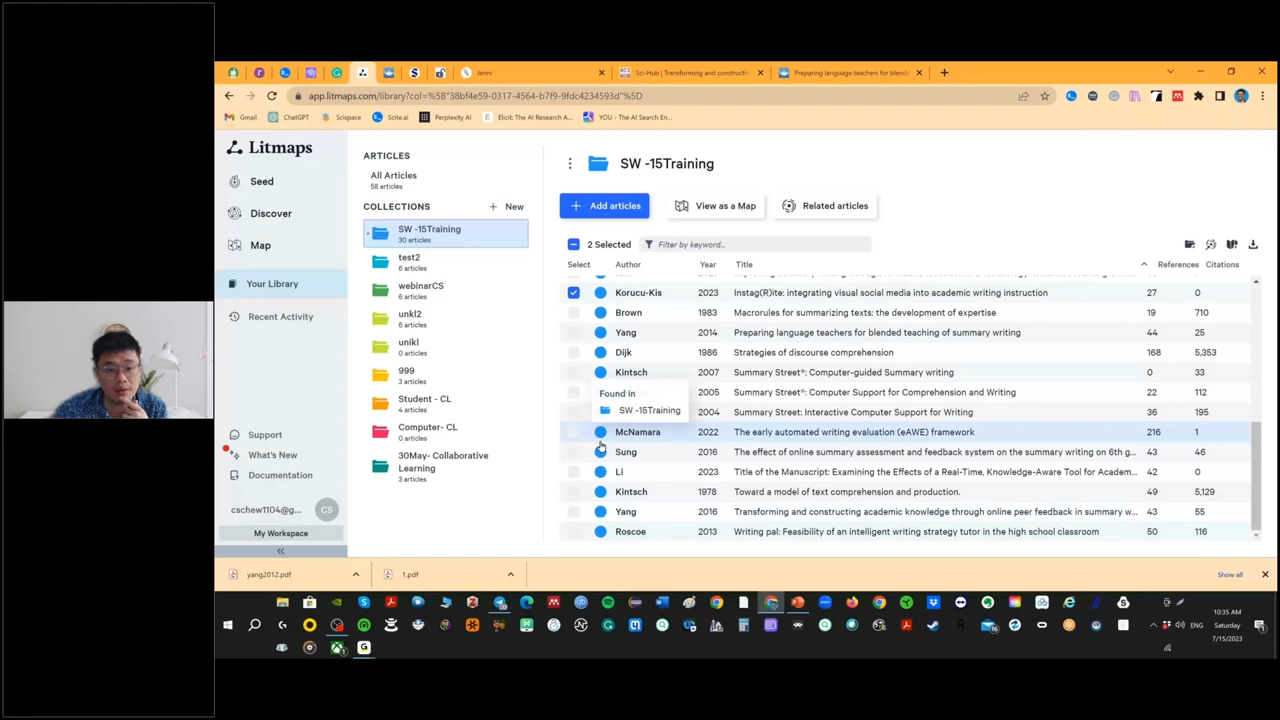 Jenni
Sci-Hub | Transforming and constructi
Preparing language teachers for blend
app.litmaps.com/library?col=%5B"38bf4e59-0317-4564-b7f9-9fdc4234593d"%5D
Gmail ChatGPT Scispace Scite.ai Perplexity AI Elicit: The AI Research A... YOU - The AI Search En...
Litmaps
Seed
Discover
Map
Your Library
Recent Activity
Support
What's New
Documentation
cschew1104@g... CS
My Workspace
ARTICLES
All Articles
58 articles
COLLECTIONS + New
SW -15Training
30 articles
test2
6 articles
webinarCS
6 articles
unkl2
6 articles
unikl
0 articles
999
3 articles
Student - CL
4 articles
Computer- CL
0 articles
30May- Collaborative
Learning
3 articles
SW -15Training
+ Add articles View as a Map Related articles
2 Selected Filter by keyword...
Select Author Year Title References Citations
Korucu-Kis 2023 Instag(R)ite: integrating visual social media into academic writing instruction 27 0
Brown 1983 Macrorules for summarizing texts: the development of expertise 19 710
Yang 2014 Preparing language teachers for blended teaching of summary writing 44 25
Dijk 1986 Strategies of discourse comprehension 168 5,353
Kintsch 2007 Summary Street®: Computer-guided Summary writing 0 33
2005 Summary Street®: Computer Support for Comprehension and Writing 22 112
2004 Summary Street: Interactive Computer Support for Writing 36 195
Found in
SW -15Training
McNamara 2022 The early automated writing evaluation (eAWE) framework 216 1
Sung 2016 The effect of online summary assessment and feedback system on the summary writing on 6th g... 43 46
Li 2023 Title of the Manuscript: Examining the Effects of a Real-Time, Knowledge-Aware Tool for Academ... 42 0
Kintsch 1978 Toward a model of text comprehension and production. 49 5,129
Yang 2016 Transforming and constructing academic knowledge through online peer feedback in summary w... 43 55
Roscoe 2013 Writing pal: Feasibility of an intelligent writing strategy tutor in the high school classroom 50 116
yang2012.pdf 1.pdf Show all
10:35 AM
ENG Saturday
7/15/2023